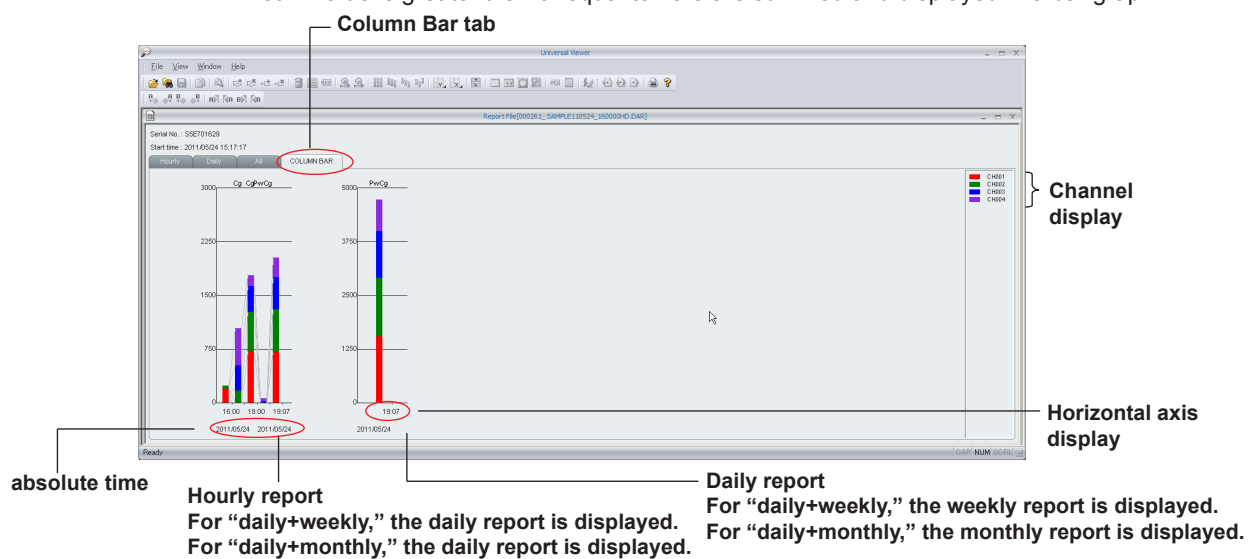 Column Bar tab
Universal Viewer
File View Window Help
Report File[000261_ SAMPLE110524_160000HD.DAR]
Serial No. : S5E701629
Start time : 2011/05/24 15:17:17
Hourly Daily All COLUMN BAR
Cg CgPwCg
3000
2250
1500
750
0
16:00 18:00 19:07
2011/05/24 2011/05/24
PwCg
5000
3750
2500
1250
0
19:07
2011/05/24
CH001
CH002
CH003
CH004
Channel
display
Horizontal axis
display
Ready
CAP NUM SCRL
absolute time
Hourly report
For “daily+weekly,” the daily report is displayed.
For “daily+monthly,” the daily report is displayed.
Daily report
For “daily+weekly,” the weekly report is displayed.
For “daily+monthly,” the monthly report is displayed.